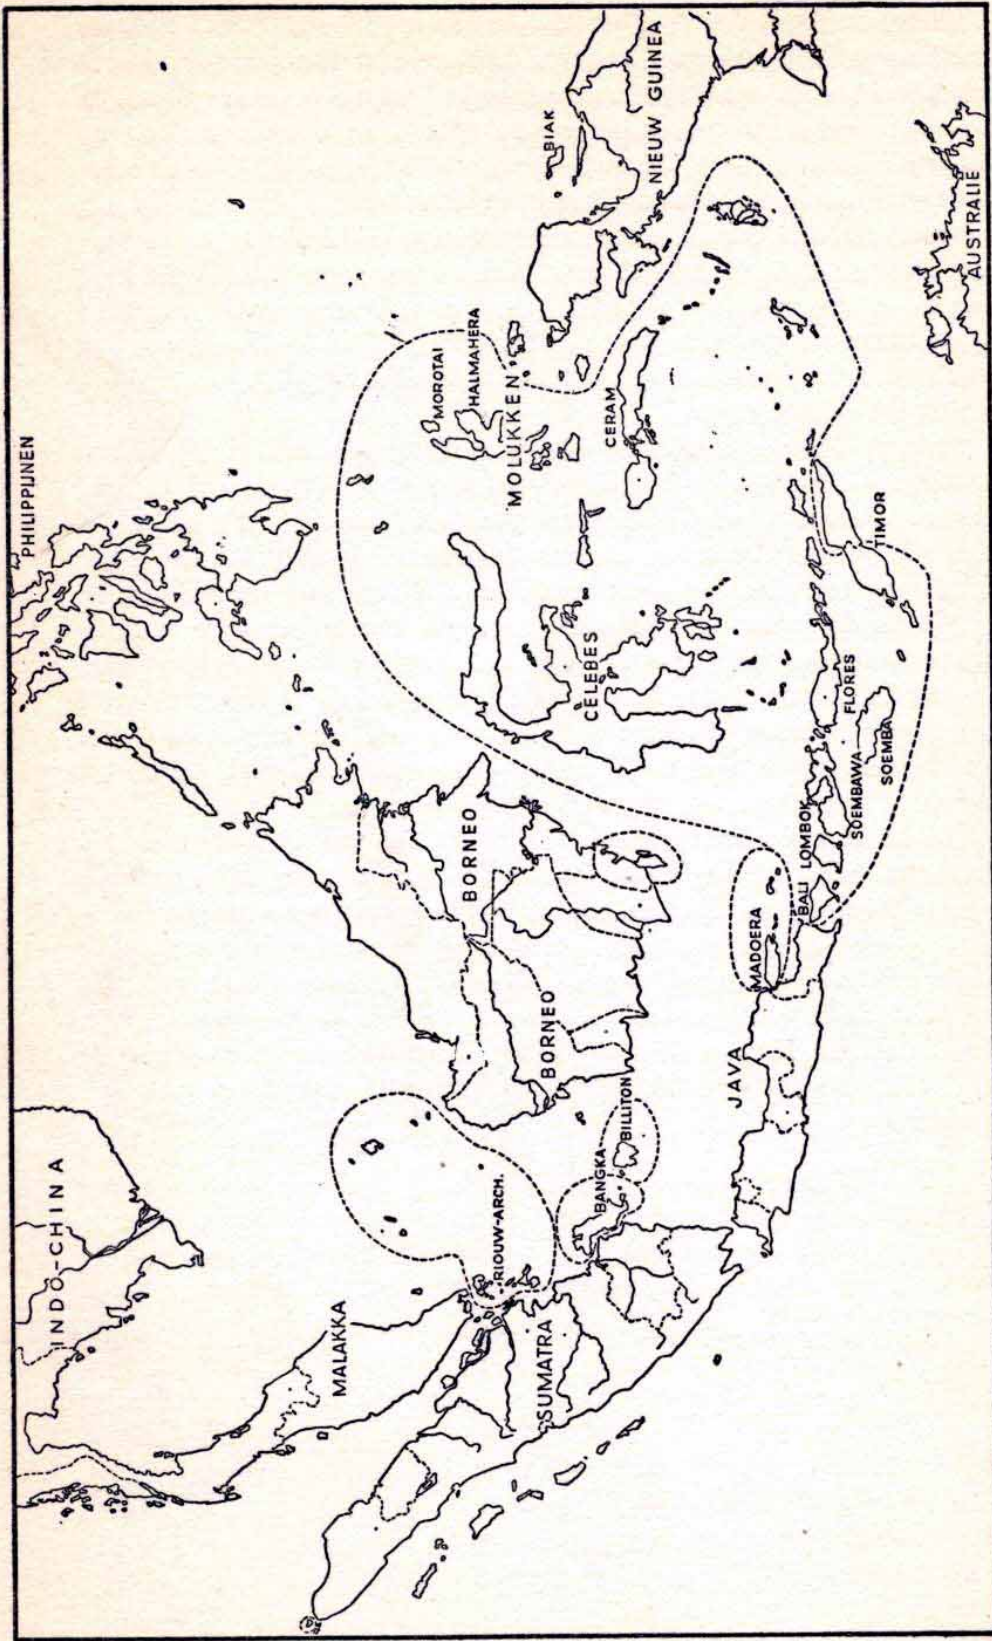 PHILIPPIJNEN
INDO-CHINA
MALAKKA
MOROTAI
HALMAHERA
MOLUKKEN
BIAK
NIEUW GUINEA
RIOUW-ARCH.
SUMATRA
BORNEO
BORNEO
CELEBES
CERAM
BANGKA
BILLITON
JAVA
MADOERA
BALI
LOMBOK
SOEMBAWA
FLORES
SOEMBA
TIMOR
AUSTRALIE